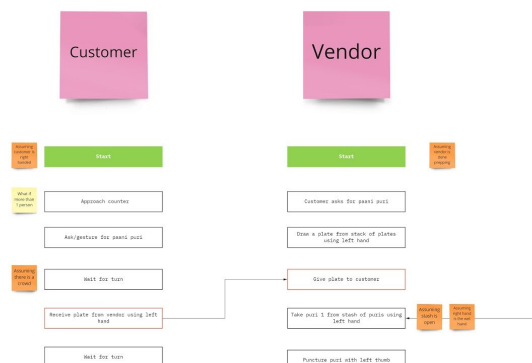 Customer
Vendor
Assuming
customer is
right
handed
Start
Start
Assuming
vendor is
done
prepping
What if
more than
1 person
Approach counter
Customer asks for paani puri
Ask/gesture for paani puri
Draw a plate from stack of plates
using left hand
Assuming
there is a
crowd
Wait for turn
Give plate to customer
Receive plate from vendor using left
hand
Take puri 1 from stash of puris using
left hand
Assuming
stash is
open
Assuming
right hand
is the wet
hand
Wait for turn
Puncture puri with left thumb